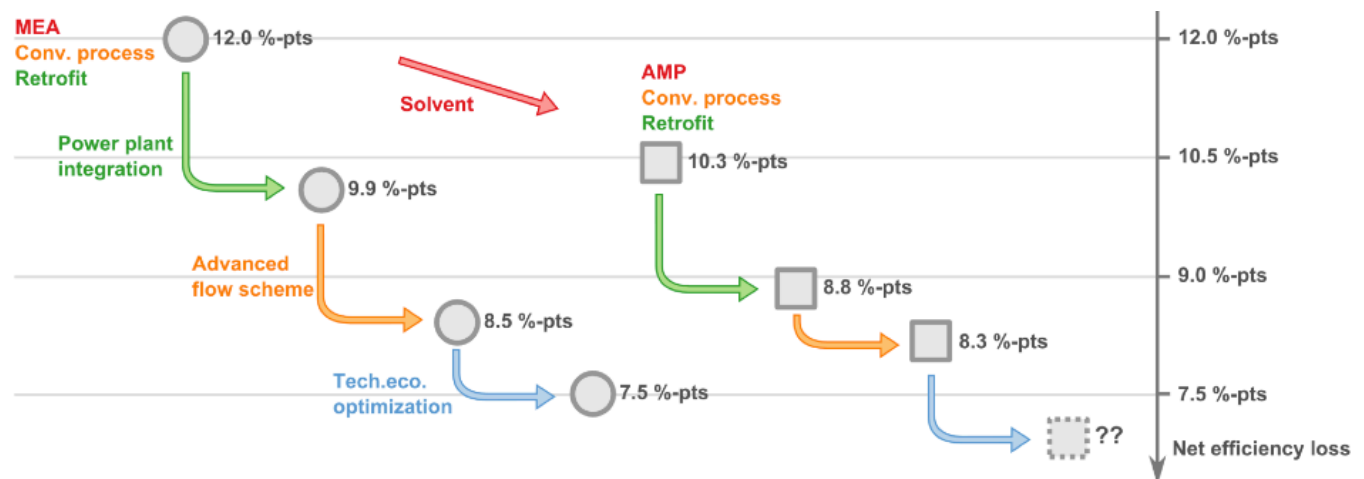 MEA
Conv. process
Retrofit
12.0 %-pts
12.0 %-pts
Solvent
AMP
Conv. process
Retrofit
Power plant
integration
10.3 %-pts
10.5 %-pts
9.9 %-pts
Advanced
flow scheme
9.0 %-pts
8.8 %-pts
8.5 %-pts
8.3 %-pts
Tech.eco.
optimization
7.5 %-pts
7.5 %-pts
??
Net efficiency loss